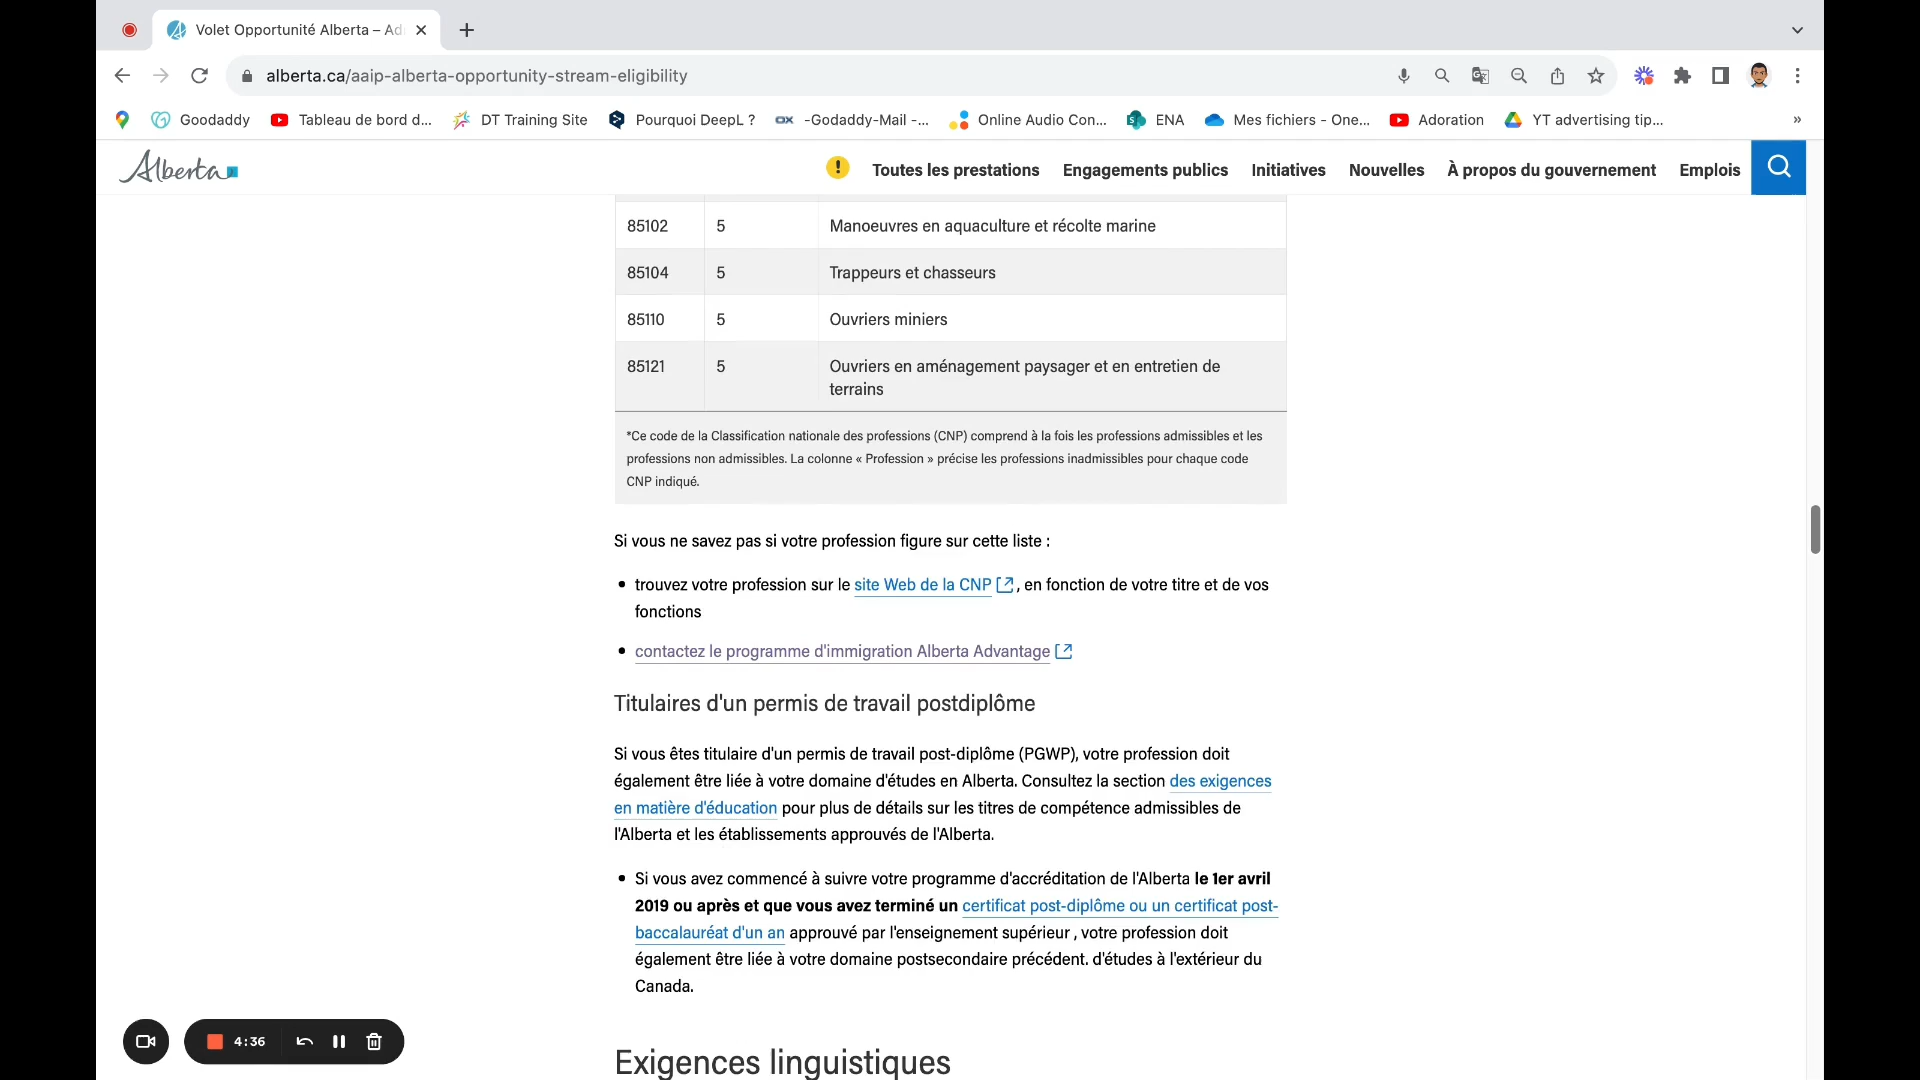 Volet Opportunité Alberta – Ad
alberta.ca/aaip-alberta-opportunity-stream-eligibility
Goodaddy Tableau de bord d... DT Training Site Pourquoi DeepL ? -Godaddy-Mail -... Online Audio Con... ENA Mes fichiers - One... Adoration YT advertising tip... »
Alberta Toutes les prestations Engagements publics Initiatives Nouvelles À propos du gouvernement Emplois
85102 5 Manoeuvres en aquaculture et récolte marine
85104 5 Trappeurs et chasseurs
85110 5 Ouvriers miniers
85121 5 Ouvriers en aménagement paysager et en entretien de
terrains
*Ce code de la Classification nationale des professions (CNP) comprend à la fois les professions admissibles et les
professions non admissibles. La colonne « Profession » précise les professions inadmissibles pour chaque code
CNP indiqué.
Si vous ne savez pas si votre profession figure sur cette liste :
• trouvez votre profession sur le site Web de la CNP , en fonction de votre titre et de vos
fonctions
• contactez le programme d'immigration Alberta Advantage
Titulaires d'un permis de travail postdiplôme
Si vous êtes titulaire d'un permis de travail post-diplôme (PGWP), votre profession doit
également être liée à votre domaine d'études en Alberta. Consultez la section des exigences
en matière d'éducation pour plus de détails sur les titres de compétence admissibles de
l'Alberta et les établissements approuvés de l'Alberta.
• Si vous avez commencé à suivre votre programme d'accréditation de l'Alberta le 1er avril
2019 ou après et que vous avez terminé un certificat post-diplôme ou un certificat post-
baccalauréat d'un an approuvé par l'enseignement supérieur , votre profession doit
également être liée à votre domaine postsecondaire précédent. d'études à l'extérieur du
Canada.
Exigences linguistiques
4:36